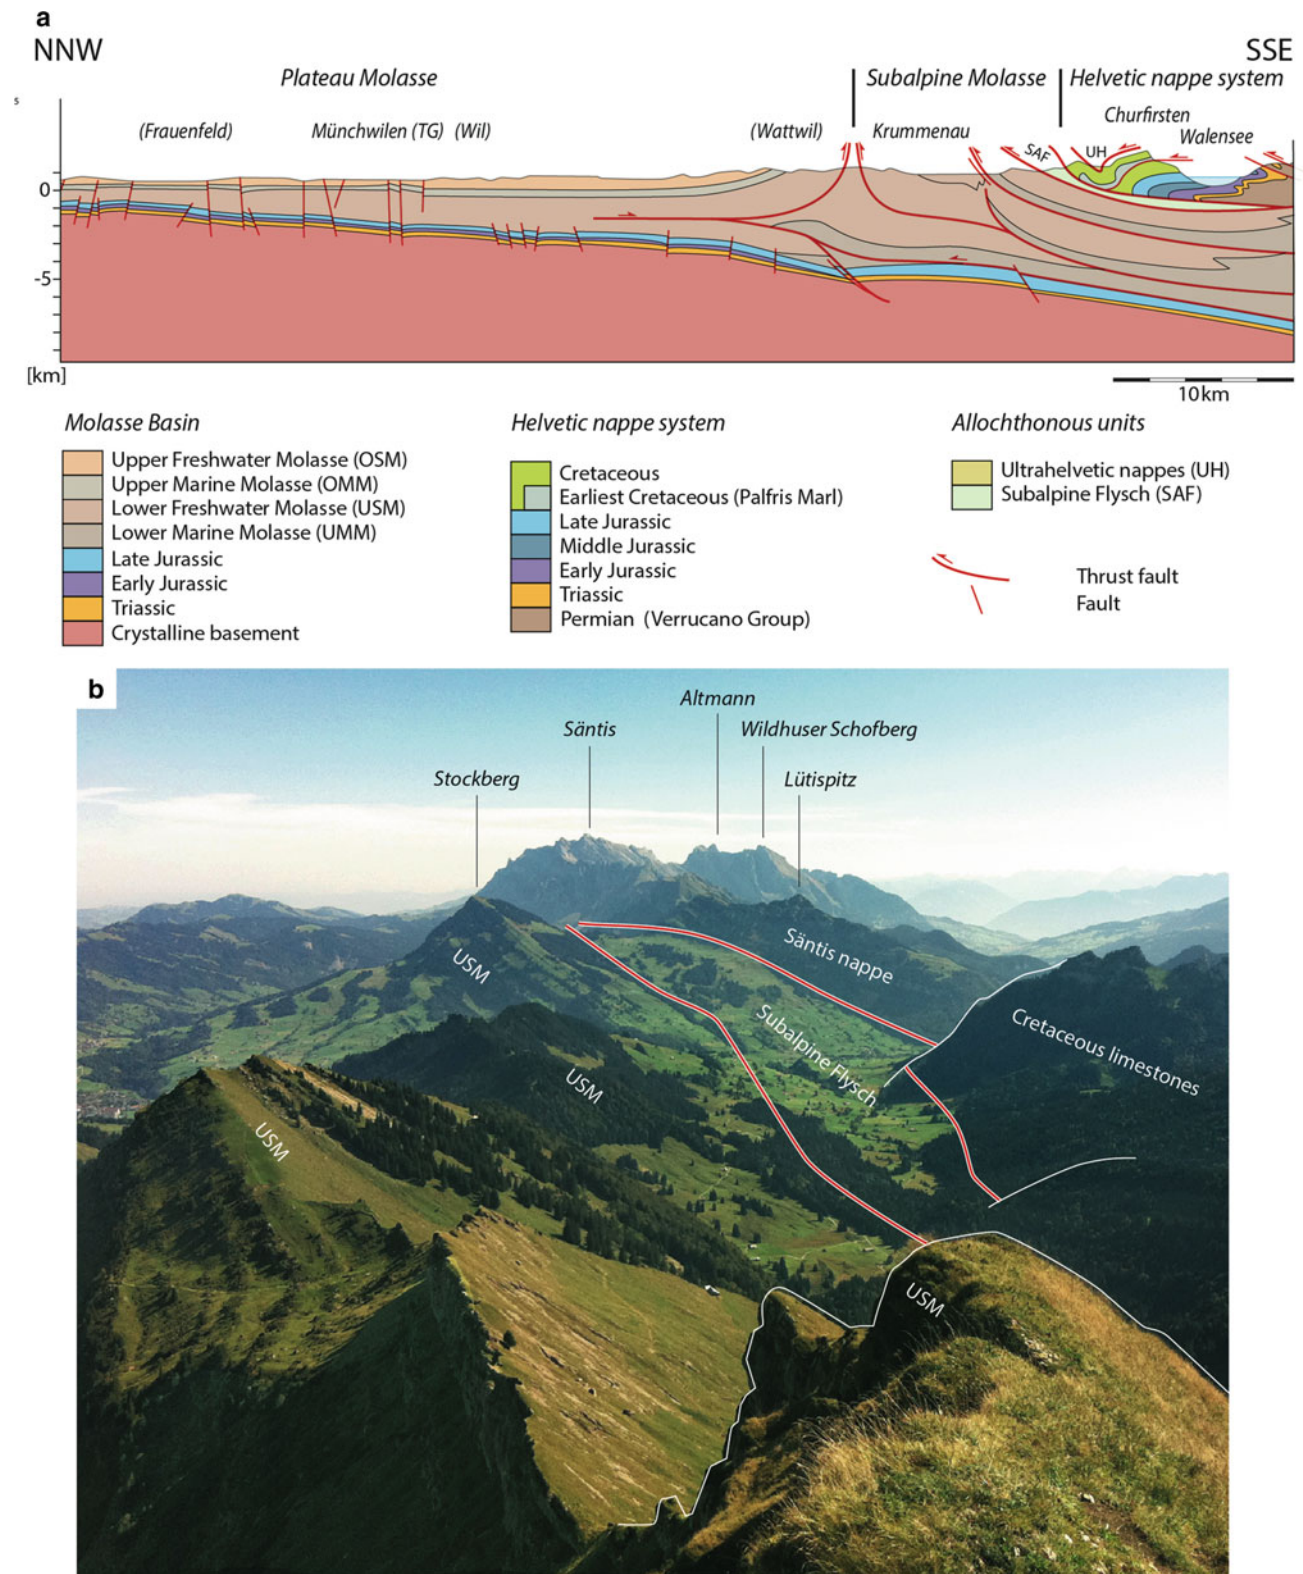 a
NNW
SSE
Plateau Molasse
Subalpine Molasse
Helvetic nappe system
5
(Frauenfeld)
Münchwilen (TG)
(Wil)
(Wattwil)
Krummenau
Churfirsten
Walensee
SAF
UH
0
-5
[km]
10km
Molasse Basin
Upper Freshwater Molasse (OSM)
Upper Marine Molasse (OMM)
Lower Freshwater Molasse (USM)
Lower Marine Molasse (UMM)
Late Jurassic
Early Jurassic
Triassic
Crystalline basement
Helvetic nappe system
Cretaceous
Earliest Cretaceous (Palfris Marl)
Late Jurassic
Middle Jurassic
Early Jurassic
Triassic
Permian (Verrucano Group)
Allochthonous units
Ultrahelvetic nappes (UH)
Subalpine Flysch (SAF)
Thrust fault
Fault
b
Altmann
Säntis
Wildhuser Schofberg
Stockberg
Lütispitz
USM
Säntis nappe
Cretaceous limestones
Subalpine Flysch
USM
USM
USM